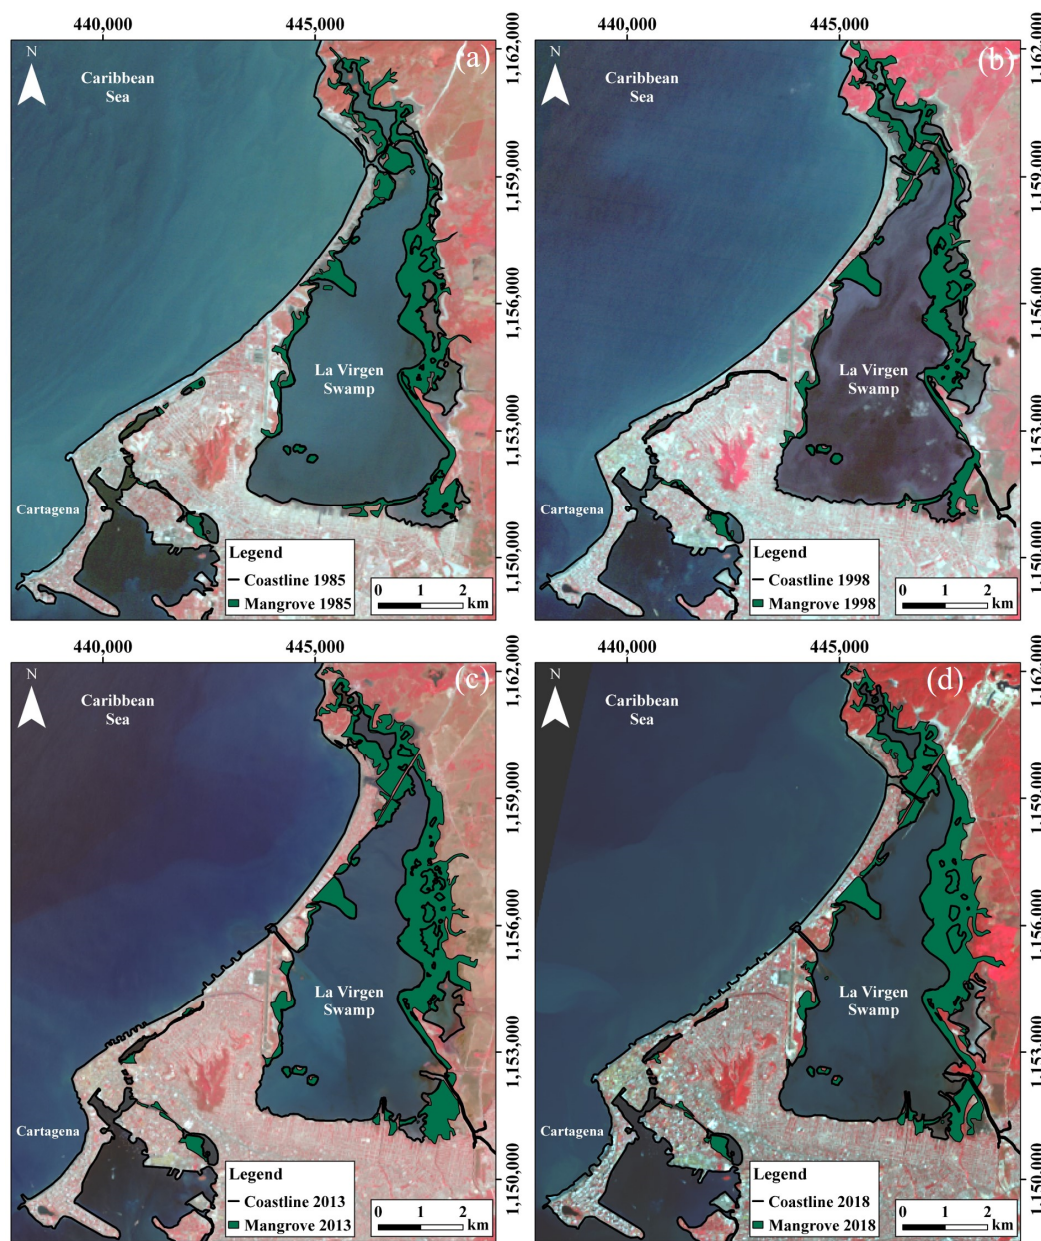 440,000
445,000
440,000
445,000
N
Caribbean
Sea
(a)
1,162,000
1,159,000
1,156,000
1,153,000
1,150,000
La Virgen
Swamp
Cartagena
Legend
Coastline 1985
Mangrove 1985
0 1 2
km
N
Caribbean
Sea
(b)
1,162,000
1,159,000
1,156,000
1,153,000
1,150,000
La Virgen
Swamp
Cartagena
Legend
Coastline 1998
Mangrove 1998
0 1 2
km
440,000
445,000
440,000
445,000
N
Caribbean
Sea
(c)
1,162,000
1,159,000
1,156,000
1,153,000
1,150,000
La Virgen
Swamp
Cartagena
Legend
Coastline 2013
Mangrove 2013
0 1 2
km
N
Caribbean
Sea
(d)
1,162,000
1,159,000
1,156,000
1,153,000
1,150,000
La Virgen
Swamp
Cartagena
Legend
Coastline 2018
Mangrove 2018
0 1 2
km